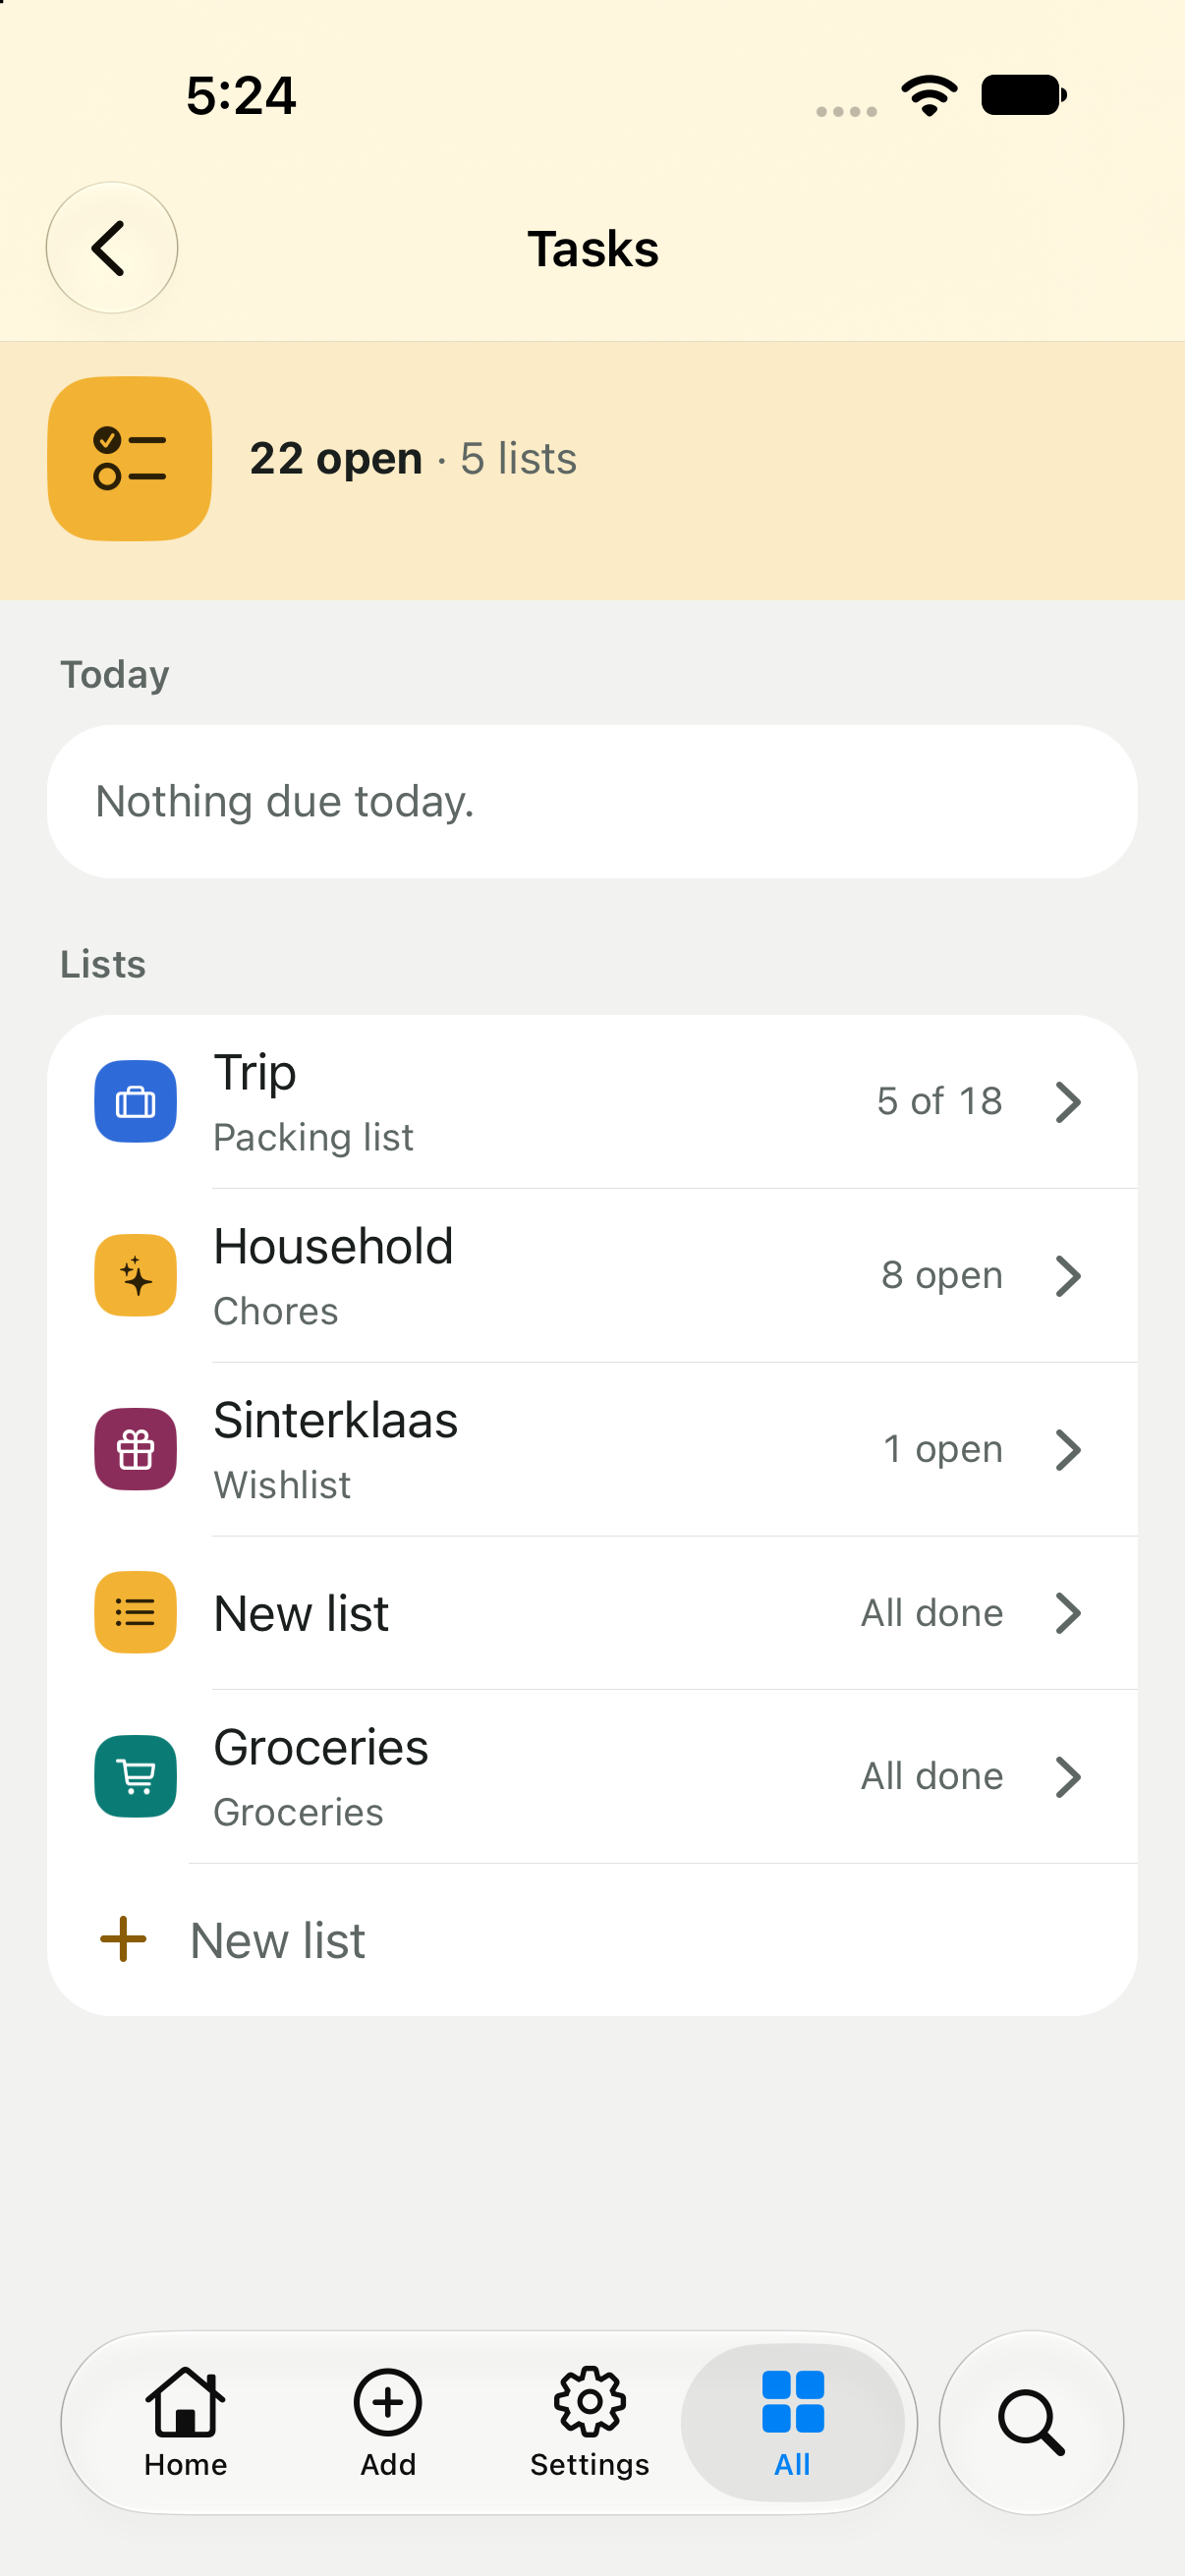 5:24
Tasks
22 open · 5 lists
Today
Nothing due today.
Lists
Trip
Packing list
5 of 18
Household
Chores
8 open
Sinterklaas
Wishlist
1 open
New list
All done
Groceries
Groceries
All done
New list
Home
Add
Settings
All